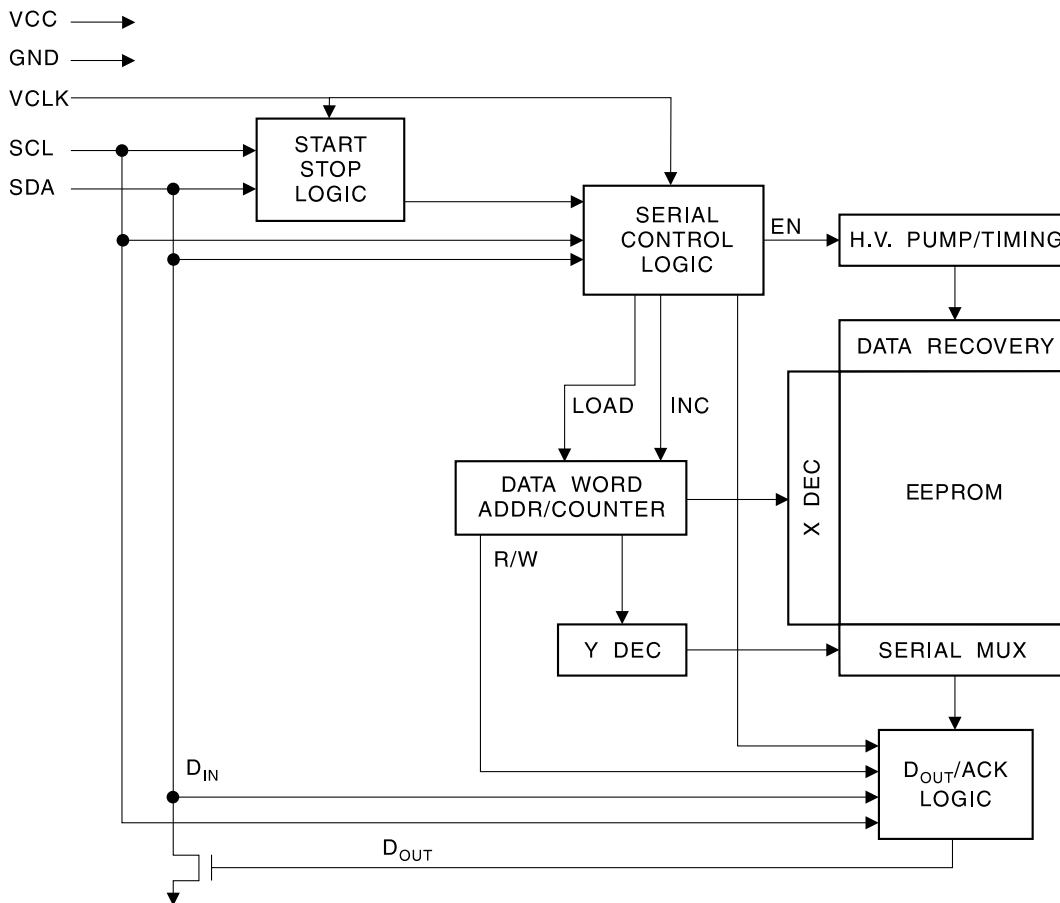 VCC
GND
VCLK
SCL
SDA
START
STOP
LOGIC
SERIAL
CONTROL
LOGIC
EN
H.V. PUMP/TIMING
DATA RECOVERY
LOAD
INC
DATA WORD
ADDR/COUNTER
X DEC
EEPROM
R/W
Y DEC
SERIAL MUX
DIN
DOUT/ACK
LOGIC
DOUT